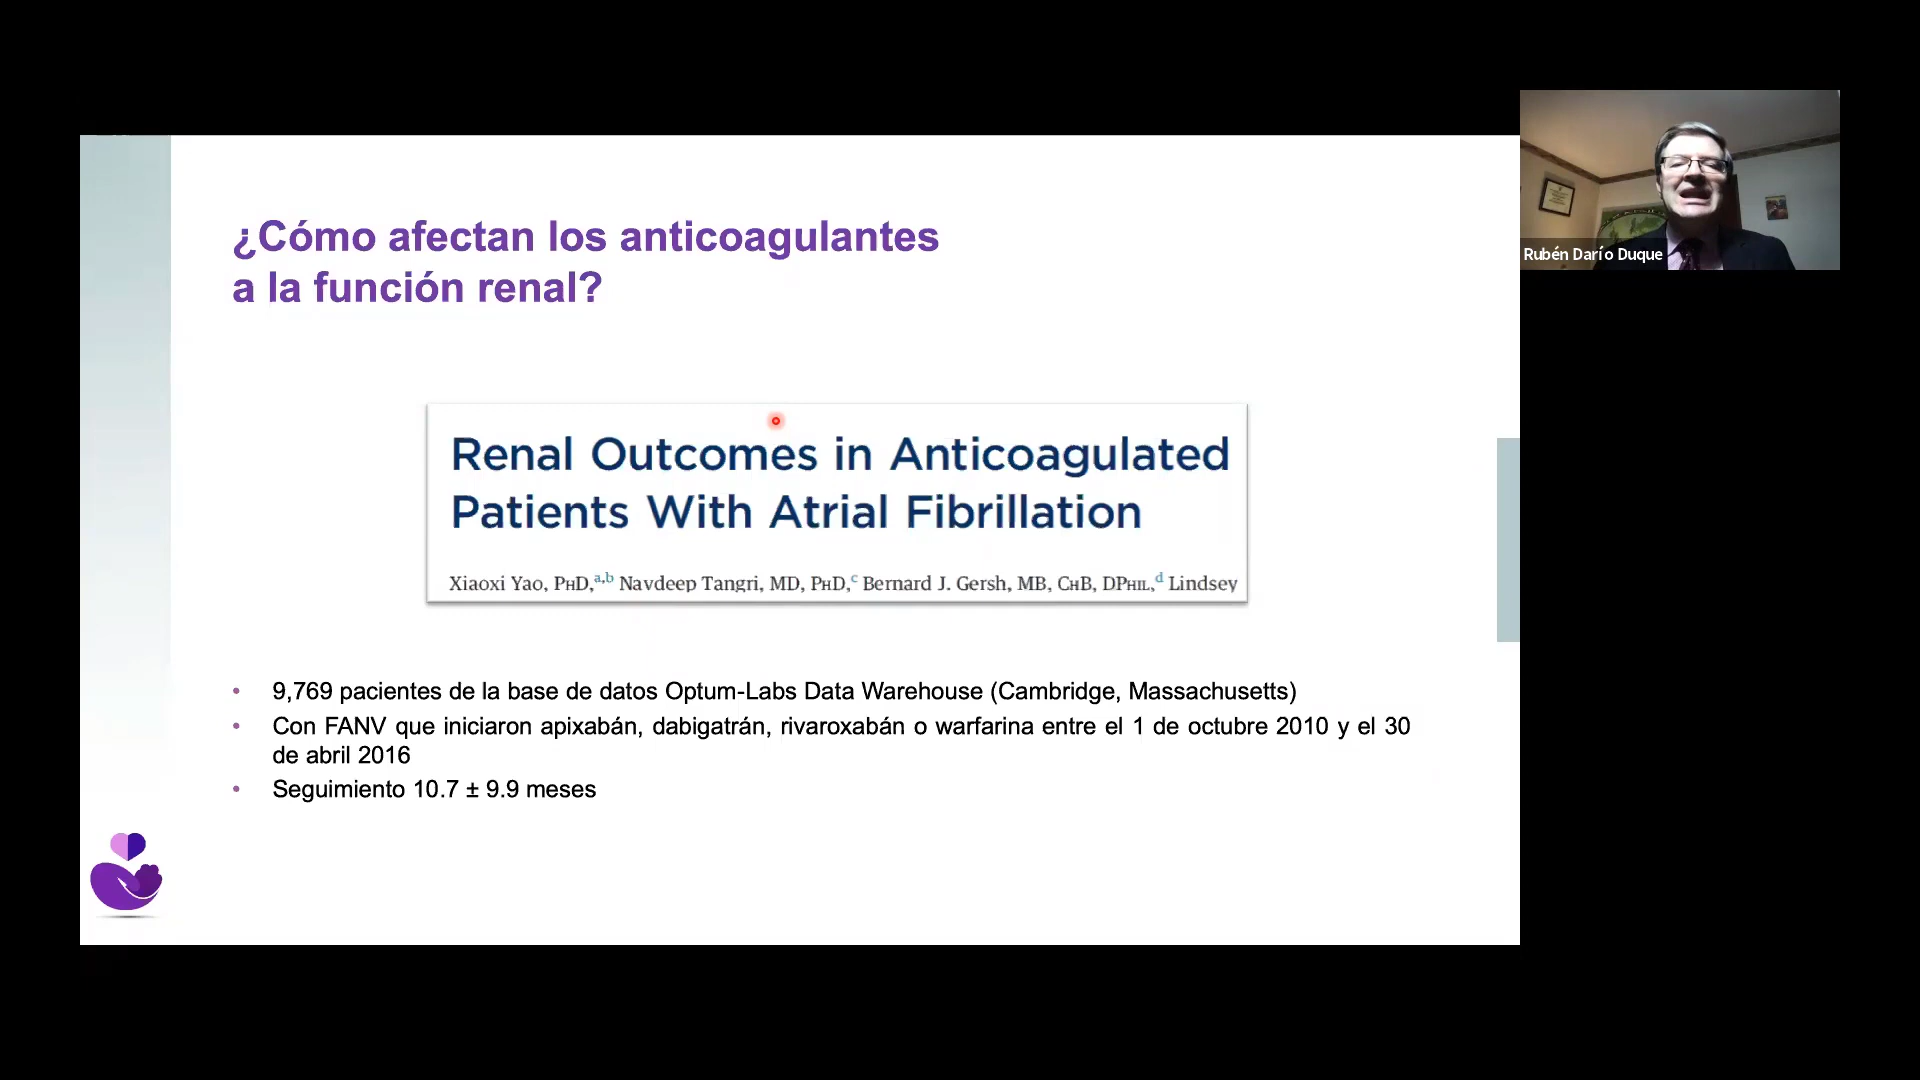 ¿Cómo afectan los anticoagulantes
a la función renal?
Renal Outcomes in Anticoagulated
Patients With Atrial Fibrillation
Xiaoxi Yao, PHD,a,b Navdeep Tangri, MD, PHD,c Bernard J. Gersh, MB, CHB, DPHIL,d Lindsey
• 9,769 pacientes de la base de datos Optum-Labs Data Warehouse (Cambridge, Massachusetts)
• Con FANV que iniciaron apixabán, dabigatrán, rivaroxabán o warfarina entre el 1 de octubre 2010 y el 30
de abril 2016
• Seguimiento 10.7 ± 9.9 meses
Rubén Darío Duque